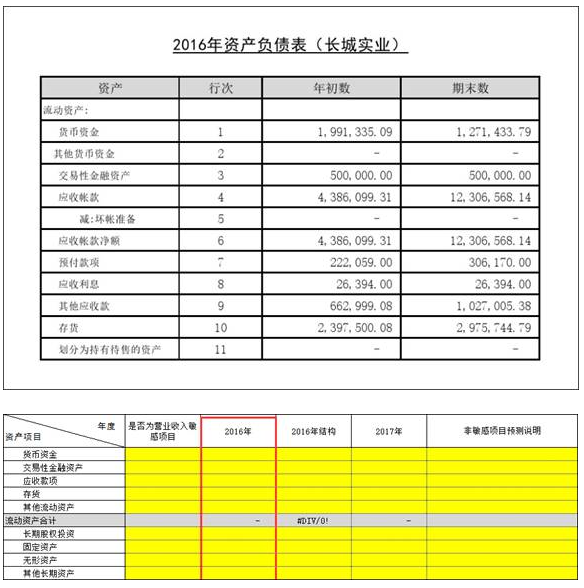 2016年资产负债表（长城实业）
资产 行次 年初数 期末数
流动资产:
货币资金 1 1,991,335.09 1,271,433.79
其他货币资金 2 - -
交易性金融资产 3 500,000.00 500,000.00
应收帐款 4 4,386,099.31 12,306,568.14
减:坏帐准备 5 - -
应收帐款净额 6 4,386,099.31 12,306,568.14
预付款项 7 222,059.00 306,170.00
应收利息 8 26,394.00 26,394.00
其他应收款 9 662,999.08 1,027,005.38
存货 10 2,397,500.08 2,975,744.79
划分为持有待售的资产 11 - -
年度 是否为营业收入敏感项目 2016年 2016年结构 2017年 非敏感项目预测说明
资产项目
货币资金
交易性金融资产
应收款项
存货
其他流动资产
流动资产合计 - #DIV/0! -
长期股权投资
固定资产
无形资产
其他长期资产